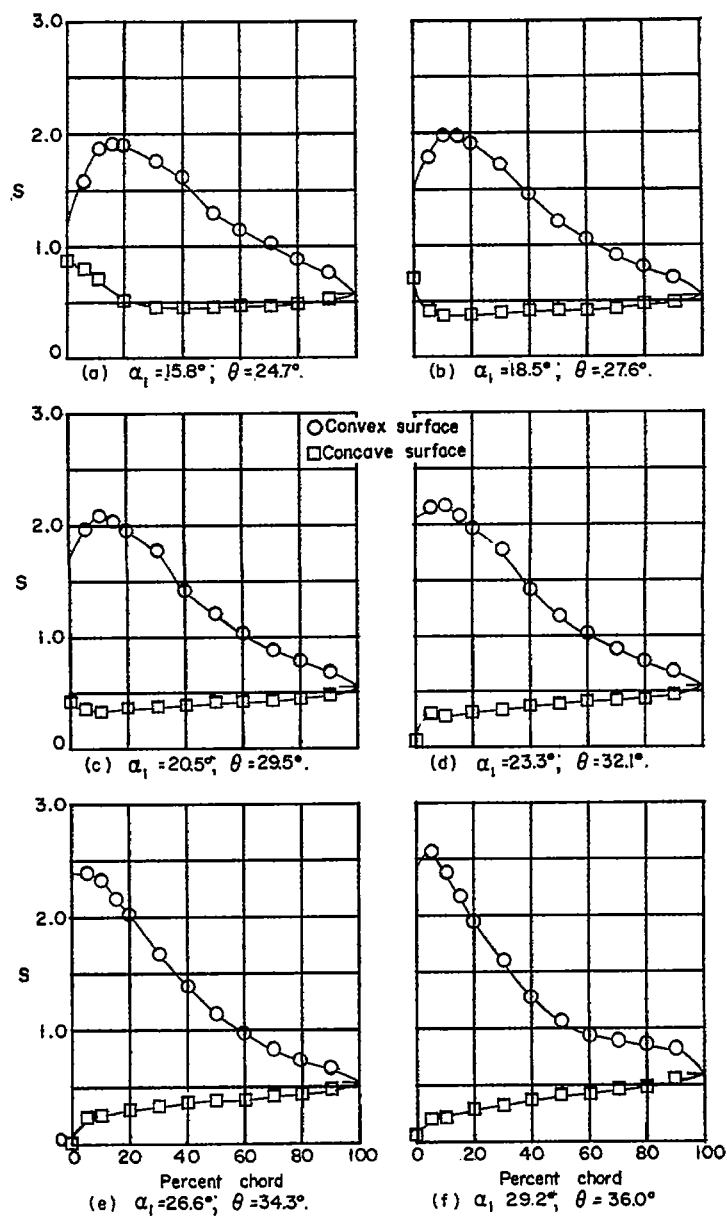 3.0
2.0
S
1.0
0
(a) α₁ =15.8°; θ =24.7°.
(b) α₁ =18.5°; θ =27.6°.
3.0
○ Convex surface
□ Concave surface
2.0
S
1.0
0
(c) α₁ =20.5°; θ =29.5°.
(d) α₁ =23.3°; θ =32.1°.
3.0
2.0
S
1.0
0
0 20 40 60 80 100
0 20 40 60 80 100
Percent chord
Percent chord
(e) α₁ =26.6°; θ =34.3°.
(f) α₁ 29.2°; θ =36.0°